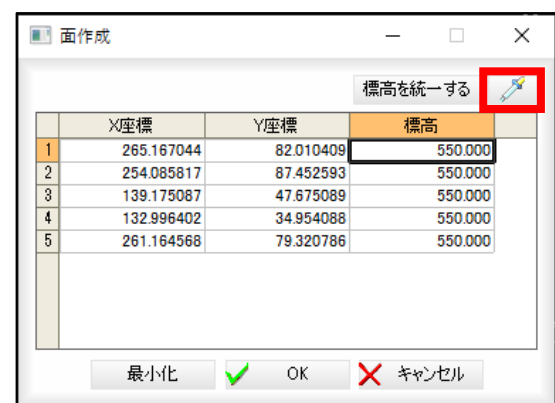 面作成
標高を統一する
X座標 Y座標 標高
1 265.167044 82.010409 550.000
2 254.085817 87.452593 550.000
3 139.175087 47.675089 550.000
4 132.996402 34.954088 550.000
5 261.164568 79.320786 550.000
最小化 OK キャンセル